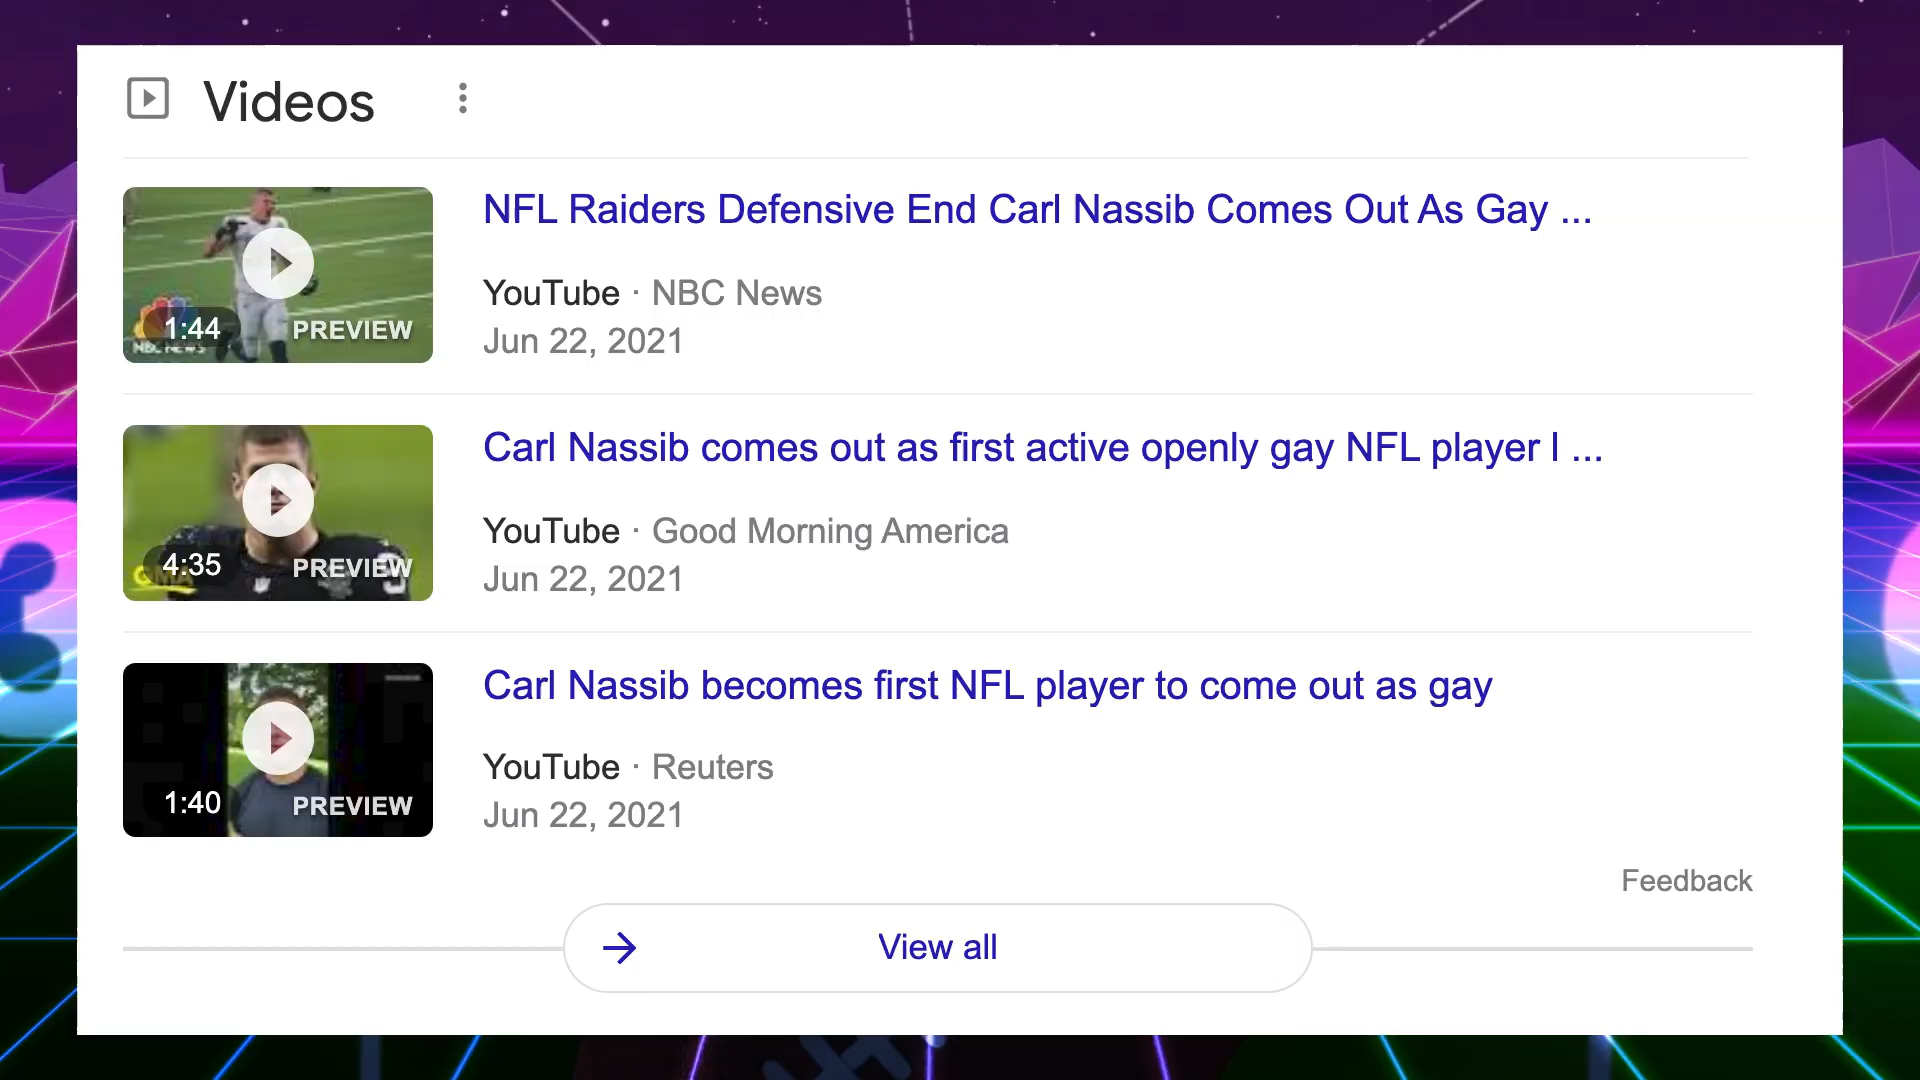 Videos
NFL Raiders Defensive End Carl Nassib Comes Out As Gay ...
YouTube · NBC News
Jun 22, 2021
1:44 PREVIEW
NBC NEWS
Carl Nassib comes out as first active openly gay NFL player I ...
YouTube · Good Morning America
Jun 22, 2021
4:35 PREVIEW
GMA
Carl Nassib becomes first NFL player to come out as gay
YouTube · Reuters
Jun 22, 2021
1:40 PREVIEW
Feedback
View all